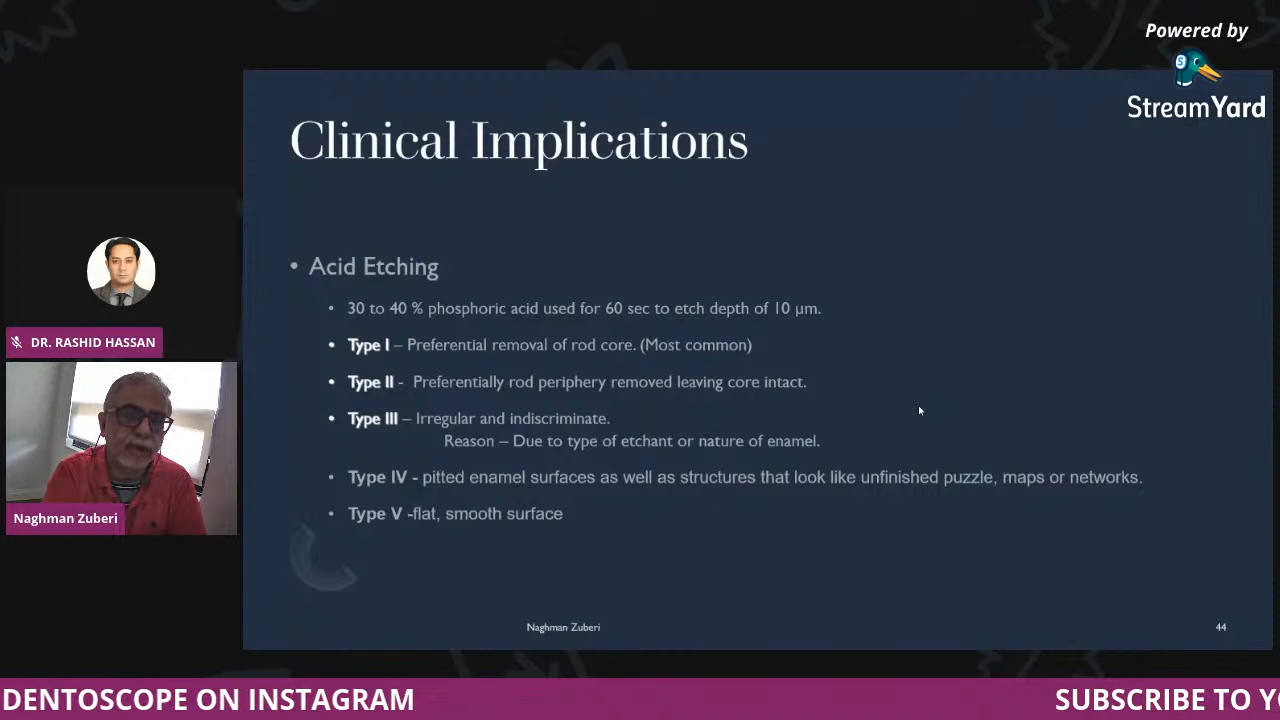 Powered by
StreamYard
Clinical Implications
• Acid Etching
• 30 to 40 % phosphoric acid used for 60 sec to etch depth of 10 µm.
• Type I – Preferential removal of rod core. (Most common)
• Type II - Preferentially rod periphery removed leaving core intact.
• Type III – Irregular and indiscriminate.
Reason – Due to type of etchant or nature of enamel.
• Type IV - pitted enamel surfaces as well as structures that look like unfinished puzzle, maps or networks.
• Type V -flat, smooth surface
Naghman Zuberi
44
DR. RASHID HASSAN
Naghman Zuberi
DENTOSCOPE ON INSTAGRAM
SUBSCRIBE TO